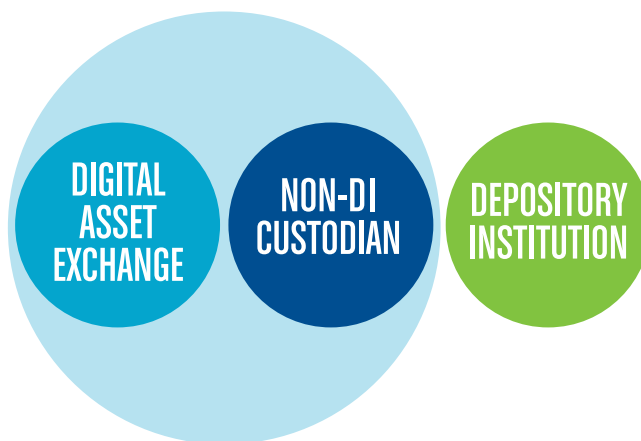 DIGITAL
ASSET
EXCHANGE
NON-DI
CUSTODIAN
DEPOSITORY
INSTITUTION